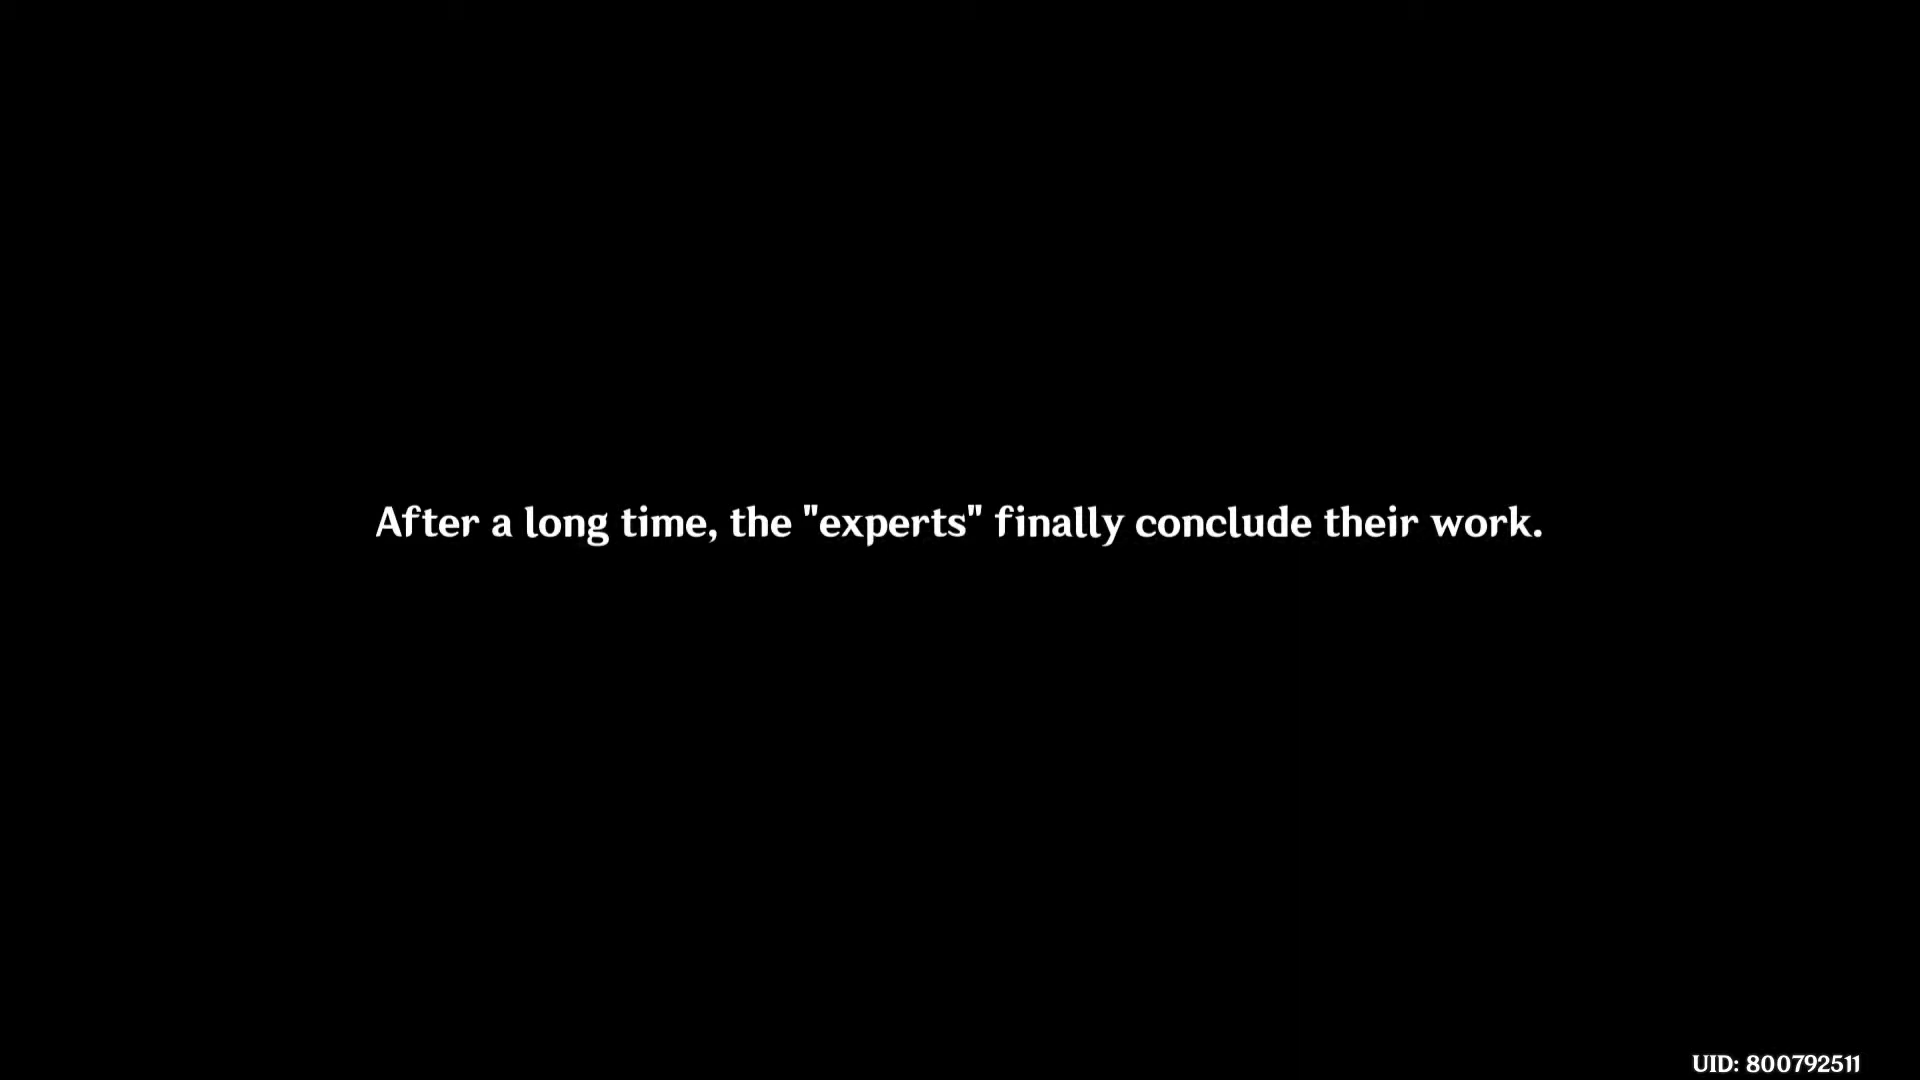 After a long time, the "experts" finally conclude their work.
UID: 800792511